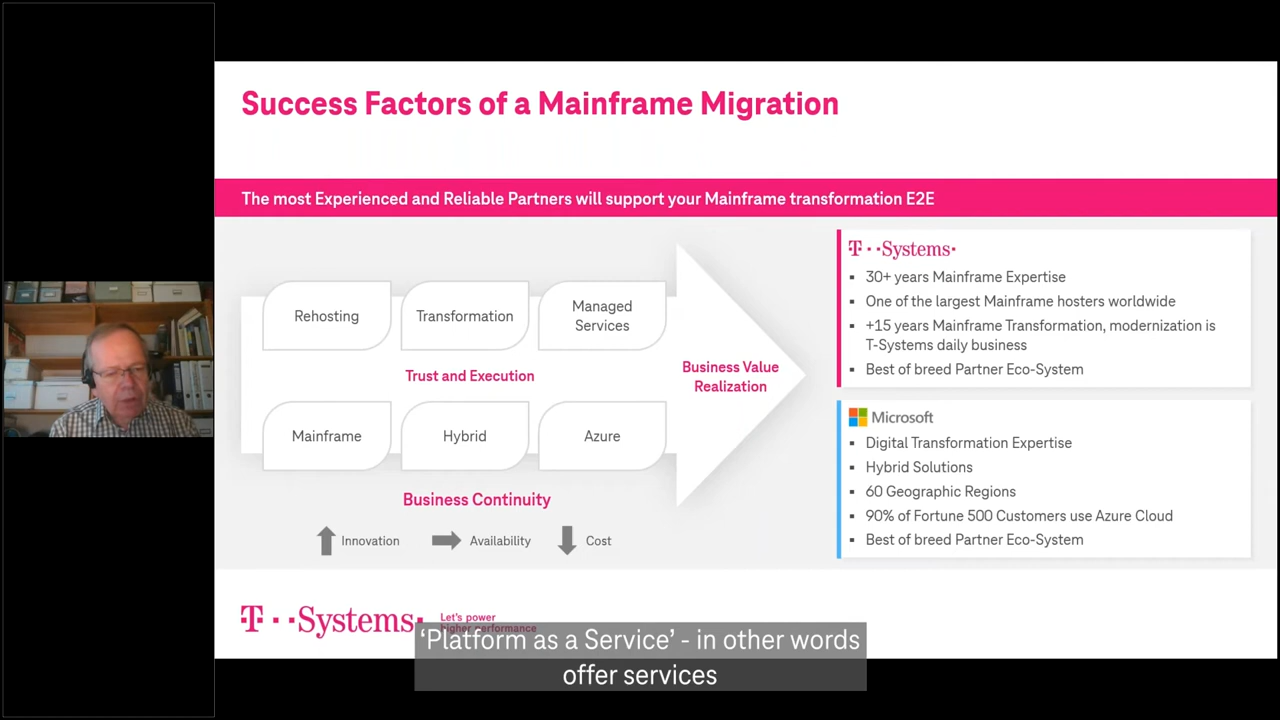 Success Factors of a Mainframe Migration
The most Experienced and Reliable Partners will support your Mainframe transformation E2E
Rehosting
Transformation
Managed
Services
Trust and Execution
Mainframe
Hybrid
Azure
Business Continuity
Innovation
Availability
Cost
Business Value
Realization
T · · Systems ·
▪ 30+ years Mainframe Expertise
▪ One of the largest Mainframe hosters worldwide
▪ +15 years Mainframe Transformation, modernization is
T-Systems daily business
▪ Best of breed Partner Eco-System
Microsoft
▪ Digital Transformation Expertise
▪ Hybrid Solutions
▪ 60 Geographic Regions
▪ 90% of Fortune 500 Customers use Azure Cloud
▪ Best of breed Partner Eco-System
T · · Systems ·
Let's power
higher performance
‘Platform as a Service’ - in other words
offer services